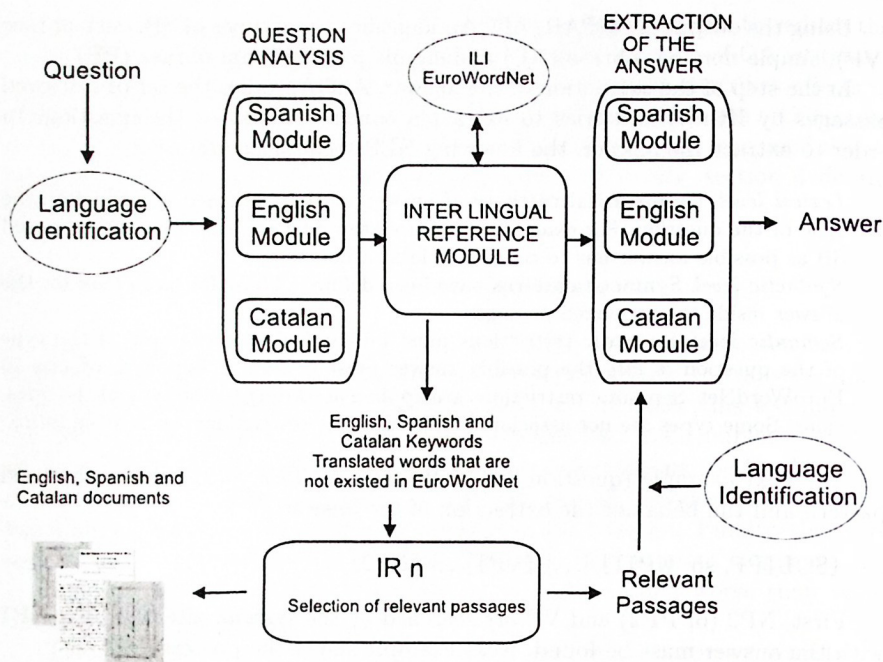 Question
QUESTION
ANALYSIS
ILI
EuroWordNet
EXTRACTION
OF THE
ANSWER
Language
Identification
Spanish
Module
English
Module
Catalan
Module
INTER LINGUAL
REFERENCE
MODULE
Spanish
Module
English
Module
Catalan
Module
Answer
English, Spanish and
Catalan Keywords
Translated words that are
not existed in EuroWordNet
English, Spanish and
Catalan documents
Language
Identification
IR n
Selection of relevant passages
Relevant
Passages